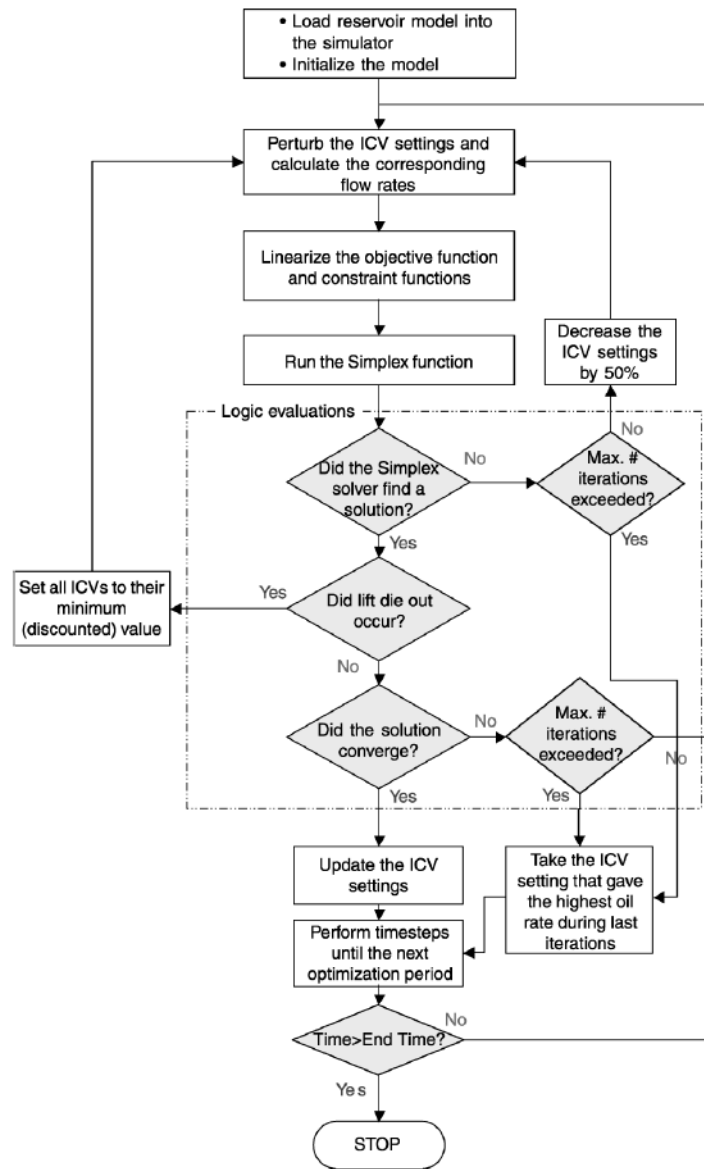 • Load reservoir model into
the simulator
• Initialize the model
Perturb the ICV settings and
calculate the corresponding
flow rates
Linearize the objective function
and constraint functions
Run the Simplex function
Decrease the
ICV settings
by 50%
Logic evaluations
Did the Simplex
solver find a
solution?
No
Max. #
iterations
exceeded?
No
Yes
Yes
Set all ICVs to their
minimum
(discounted) value
Yes
Did lift die out
occur?
No
Did the solution
converge?
No
Max. #
iterations
exceeded?
No
Yes
Yes
Update the ICV
settings
Take the ICV
setting that gave
the highest oil
rate during last
iterations
Perform timesteps
until the next
optimization period
Time>End Time?
No
Yes
STOP